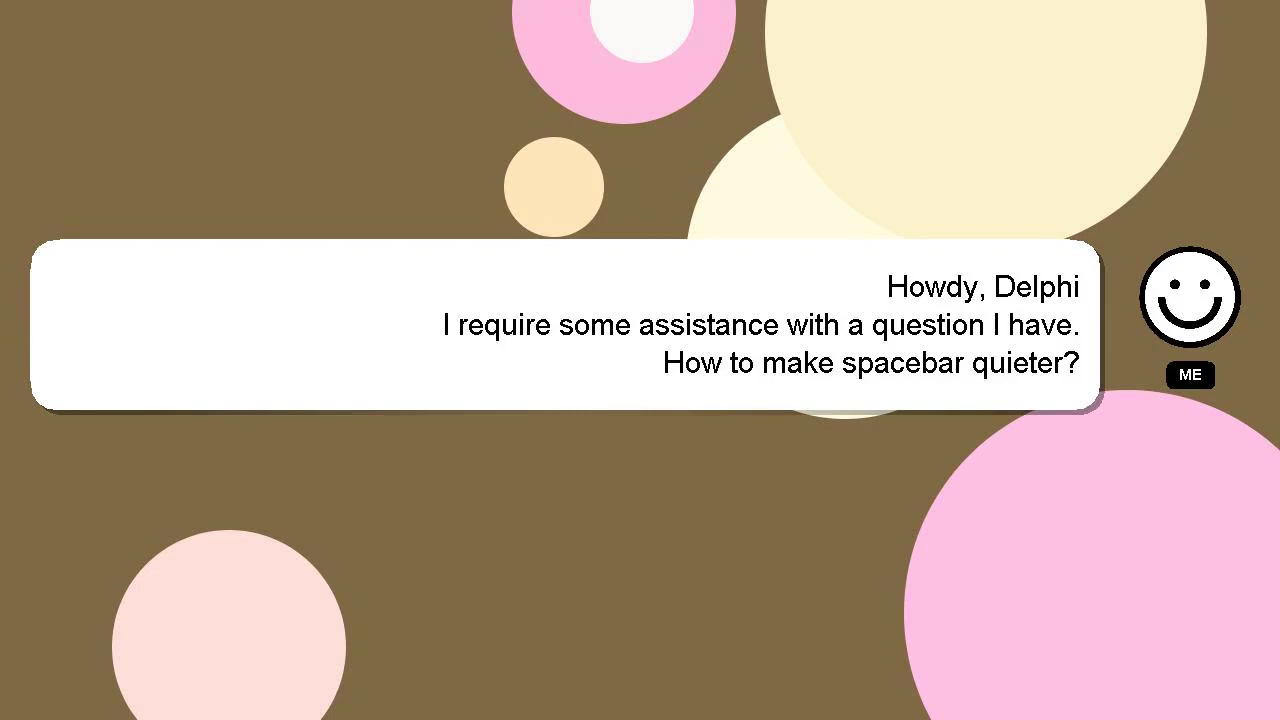 Howdy, Delphi
I require some assistance with a question I have.
How to make spacebar quieter?
ME